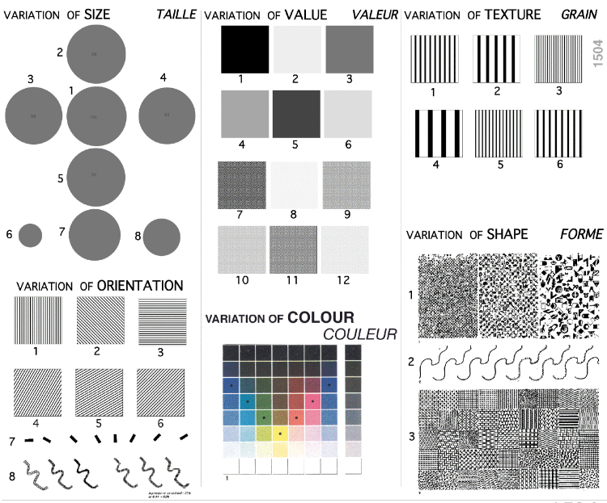 VARIATION OF SIZE TAILLE
2
3 1 4
5
6 7 8
VARIATION OF ORIENTATION
1 2 3
4 5 6
7
8
VARIATION OF VALUE VALEUR
1 2 3
4 5 6
7 8 9
10 11 12
VARIATION OF COLOUR
COULEUR
1
VARIATION OF TEXTURE GRAIN
1504
1 2 3
4 5 6
VARIATION OF SHAPE FORME
1
2
3